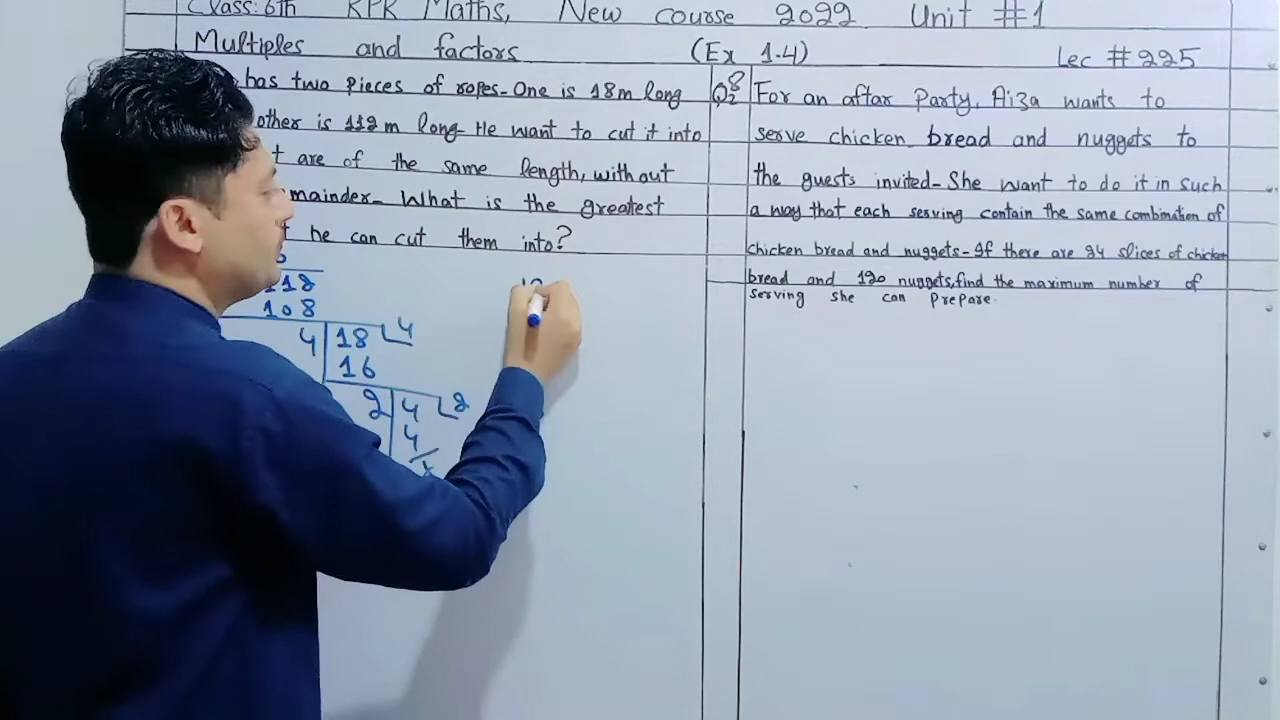 Class: 6th KPK Maths, New course 2022 Unit #1
Multiples and factors (Ex 1.4) Lec # 225
has two pieces of ropes- One is 18m long
other is 112 m long- He want to cut it into
are of the same length, without
mainder- What is the greatest
he can cut them into?
112
108
4 18 4
16
2 4 2
4
Q2 For an aftar Party, Aiza wants to
serve chicken bread and nuggets to
the guests invited- She want to do it in such
a way that each serving contain the same combination of
chicken bread and nuggets- If there are 24 slices of chicken
bread and 120 nuggets, find the maximum number of
serving she can prepare.